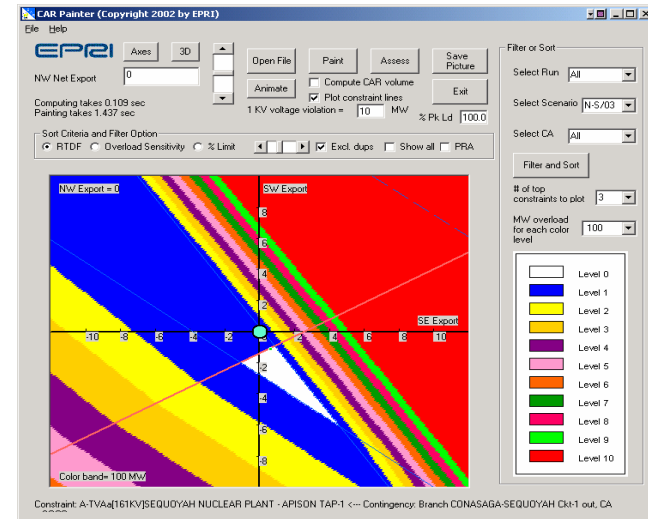 CAR Painter (Copyright 2002 by EPRI)
File Help
EPRI
Axes
3D
NW Net Export
0
Computing takes 0.109 sec
Painting takes 1.437 sec
Open File
Paint
Assess
Save Picture
Animate
Compute CAR volume
Plot constraint lines
Exit
1 KV voltage violation = 10 MW
% Pk Ld 100.0
Sort Criteria and Filter Option
RTDF Overload Sensitivity % Limit Excl. dups Show all PRA
Filter or Sort
Select Run All
Select Scenario N-S/03
Select CA All
Filter and Sort
# of top constraints to plot 3
MW overload for each color level 100
Level 0
Level 1
Level 2
Level 3
Level 4
Level 5
Level 6
Level 7
Level 8
Level 9
Level 10
NW Export = 0
SW Export
8
6
4
2
SE Export
-10 -8 -6 -4 -2 0 2 4 6 8 10
-2
-4
-6
-8
Color band= 100 MW
Constraint: A-TVAa[161KV]SEQUOYAH NUCLEAR PLANT - APISON TAP-1 <--- Contingency: Branch CONASAGA-SEQUOYAH Ckt-1 out, CA